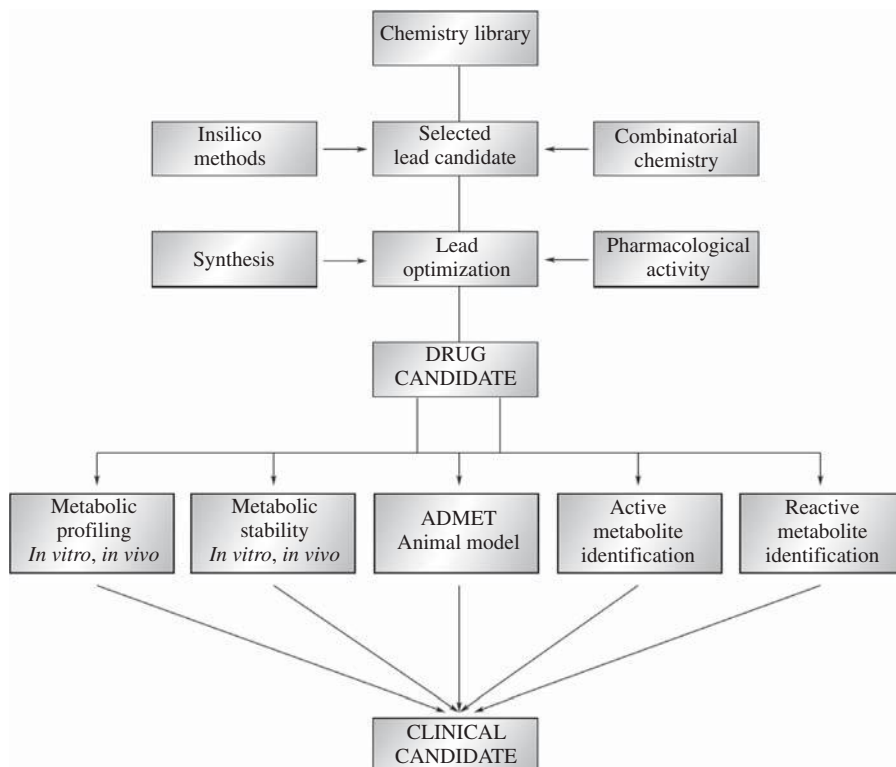 Chemistry library
Insilico
methods
Selected
lead candidate
Combinatorial
chemistry
Synthesis
Lead
optimization
Pharmacological
activity
DRUG
CANDIDATE
Metabolic
profiling
In vitro, in vivo
Metabolic
stability
In vitro, in vivo
ADMET
Animal model
Active
metabolite
identification
Reactive
metabolite
identification
CLINICAL
CANDIDATE